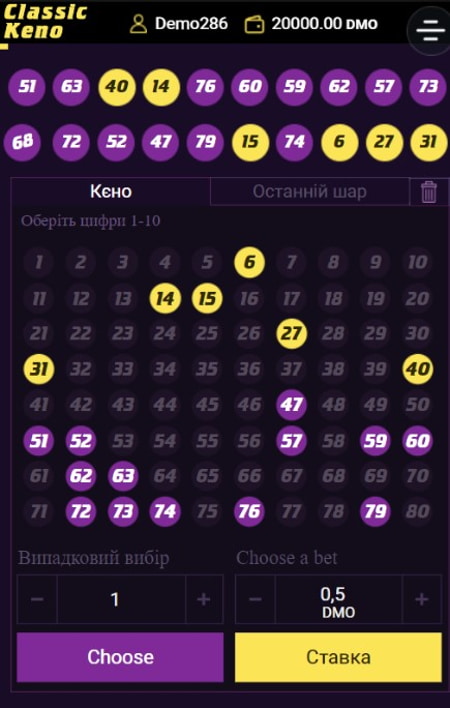 Classic
Keno
Demo286
20000.00 DMO
51 63 40 14 76 60 59 62 57 73
68 72 52 47 79 15 74 6 27 31
Кено
Останній шар
Оберіть цифри 1-10
1 2 3 4 5 6 7 8 9 10
11 12 13 14 15 16 17 18 19 20
21 22 23 24 25 26 27 28 29 30
31 32 33 34 35 36 37 38 39 40
41 42 43 44 45 46 47 48 49 50
51 52 53 54 55 56 57 58 59 60
61 62 63 64 65 66 67 68 69 70
71 72 73 74 75 76 77 78 79 80
Випадковий вибір
Choose a bet
− 1 +
− 0,5 +
DMO
Choose
Ставка